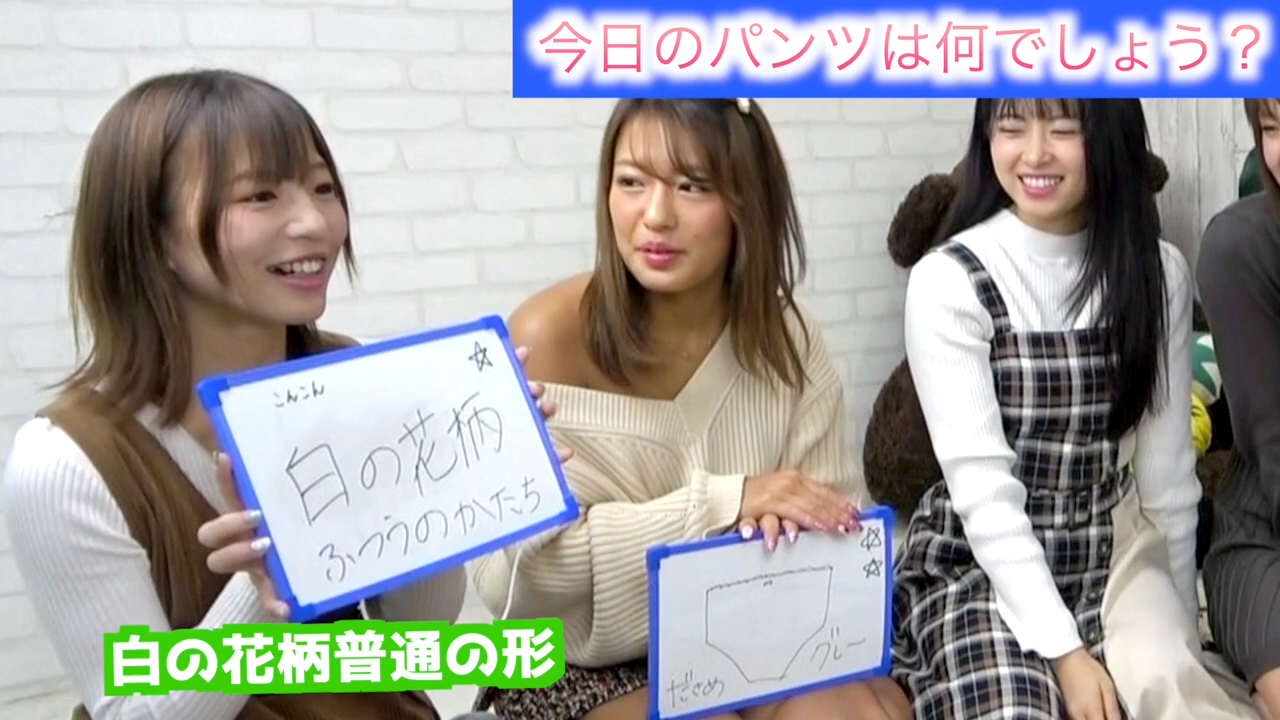 今日のパンツは何でしょう?
こんこん
白の花柄
ふつうのかたち
グレー
ださめ
白の花柄普通の形